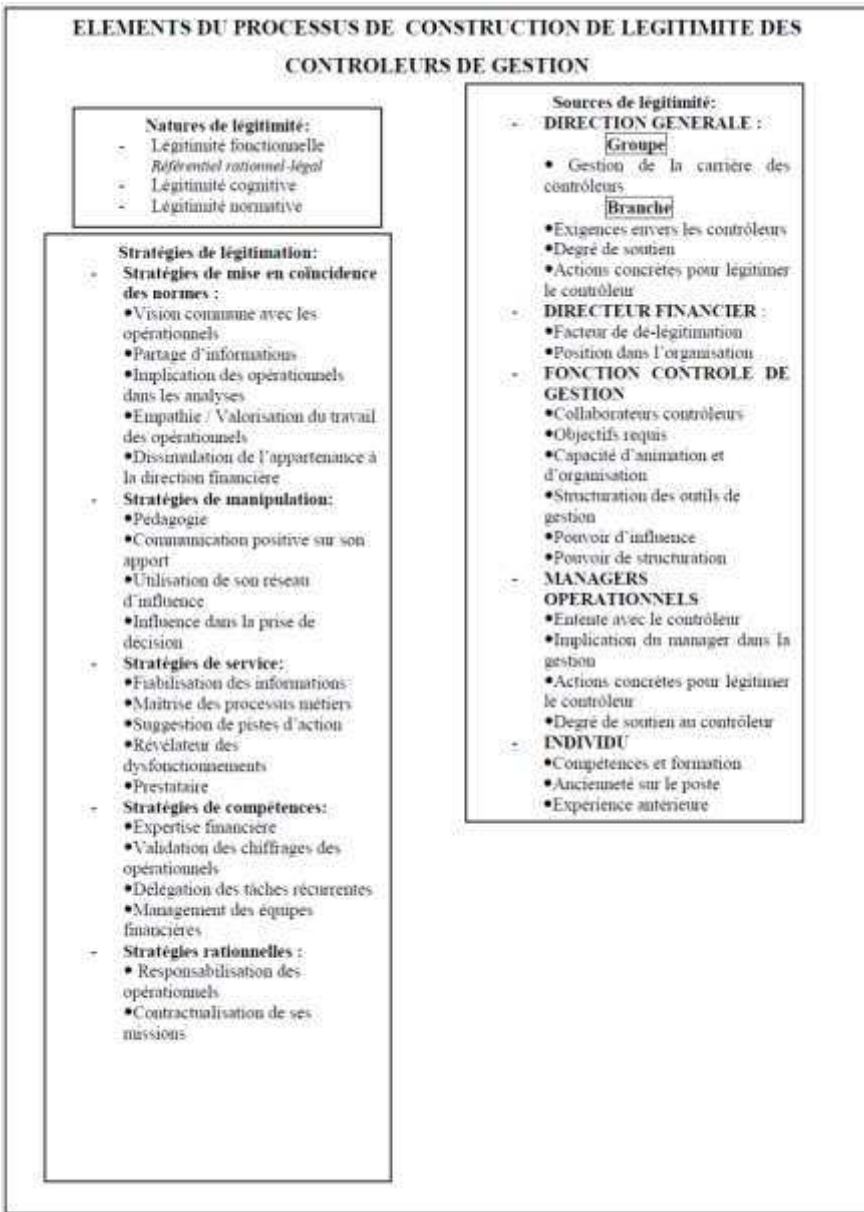 ELEMENTS DU PROCESSUS DE CONSTRUCTION DE LEGITIMITE DES
CONTROLEURS DE GESTION
Natures de légitimité:
- Légitimité fonctionnelle
Référentiel rationnel-légal
- Légitimité cognitive
- Légitimité normative
Stratégies de légitimation:
- Stratégies de mise en coïncidence
des normes :
•Vision commune avec les
opérationnels
•Partage d'informations
•Implication des opérationnels
dans les analyses
•Empathie / Valorisation du travail
des opérationnels
•Dissimulation de l'appartenance à
la direction financière
- Stratégies de manipulation:
•Pédagogie
•Communication positive sur son
apport
•Utilisation de son réseau
d'influence
•Influence dans la prise de
décision
- Stratégies de service:
•Fiabilisation des informations
•Maîtrise des processus métiers
•Suggestion de pistes d'action
•Révélateur des
dysfonctionnements
•Prestataire
- Stratégies de compétences:
•Expertise financière
•Validation des chiffrages des
opérationnels
•Délégation des tâches récurrentes
•Management des équipes
financières
- Stratégies rationnelles :
• Responsabilisation des
opérationnels
•Contractualisation de ses
missions
Sources de légitimité:
- DIRECTION GENERALE :
Groupe
• Gestion de la carrière des
contrôleurs
Branche
•Exigences envers les contrôleurs
•Degré de soutien
•Actions concrètes pour légitimer
le contrôleur
- DIRECTEUR FINANCIER :
•Facteur de dé-légitimation
•Position dans l'organisation
- FONCTION CONTROLE DE
GESTION
•Collaborateurs contrôleurs
•Objectifs requis
•Capacité d'animation et
d'organisation
•Structuration des outils de
gestion
•Pouvoir d'influence
•Pouvoir de structuration
- MANAGERS
OPERATIONNELS
•Entente avec le contrôleur
•Implication du manager dans la
gestion
•Actions concrètes pour légitimer
le contrôleur
•Degré de soutien au contrôleur
- INDIVIDU
•Compétences et formation
•Ancienneté sur le poste
•Expérience antérieure